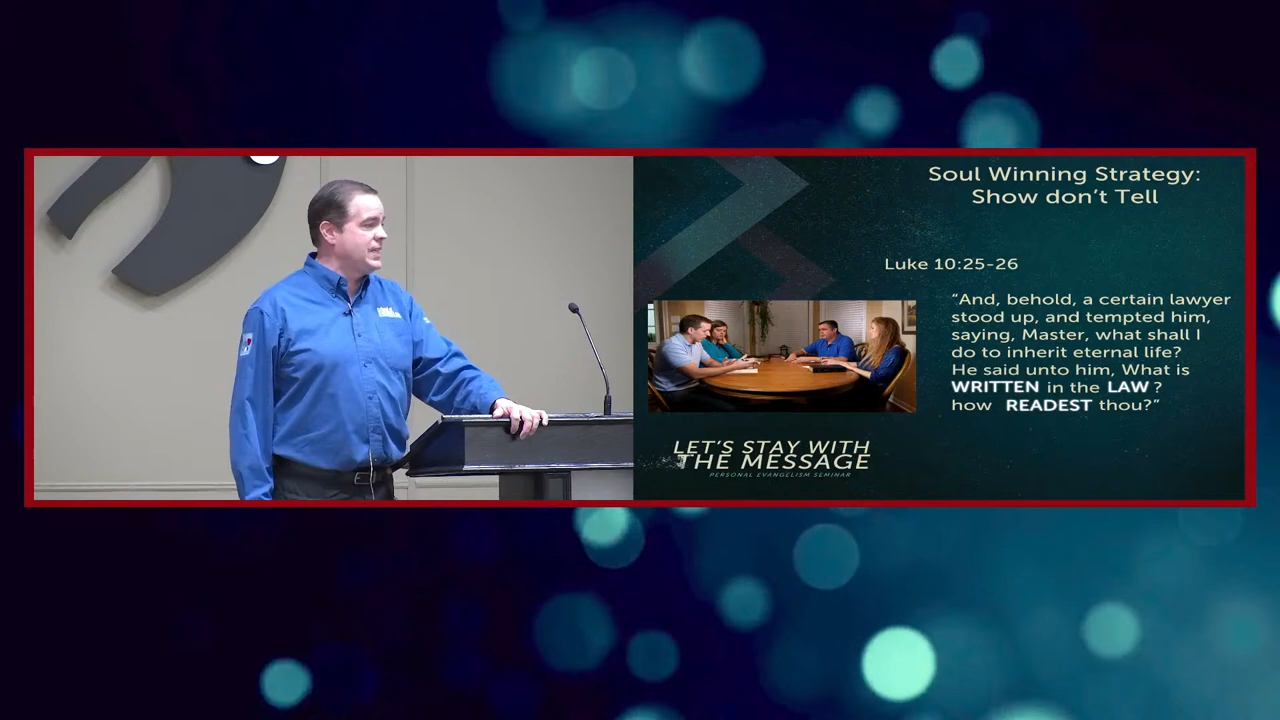 Soul Winning Strategy:
Show don't Tell
Luke 10:25-26
"And, behold, a certain lawyer
stood up, and tempted him,
saying, Master, what shall I
do to inherit eternal life?
He said unto him, What is
WRITTEN in the LAW ?
how READEST thou?"
LET'S STAY WITH
THE MESSAGE
PERSONAL EVANGELISM SEMINAR